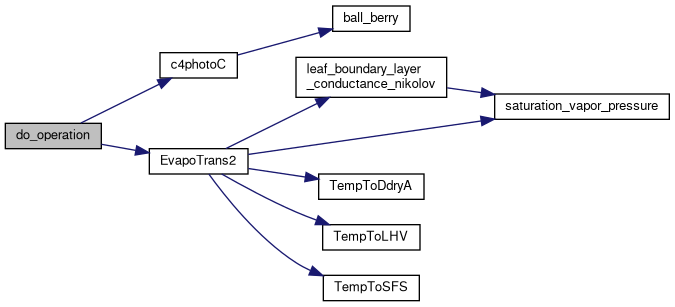 do_operation
c4photoC
ball_berry
EvapoTrans2
leaf_boundary_layer
_conductance_nikolov
saturation_vapor_pressure
TempToDdryA
TempToLHV
TempToSFS